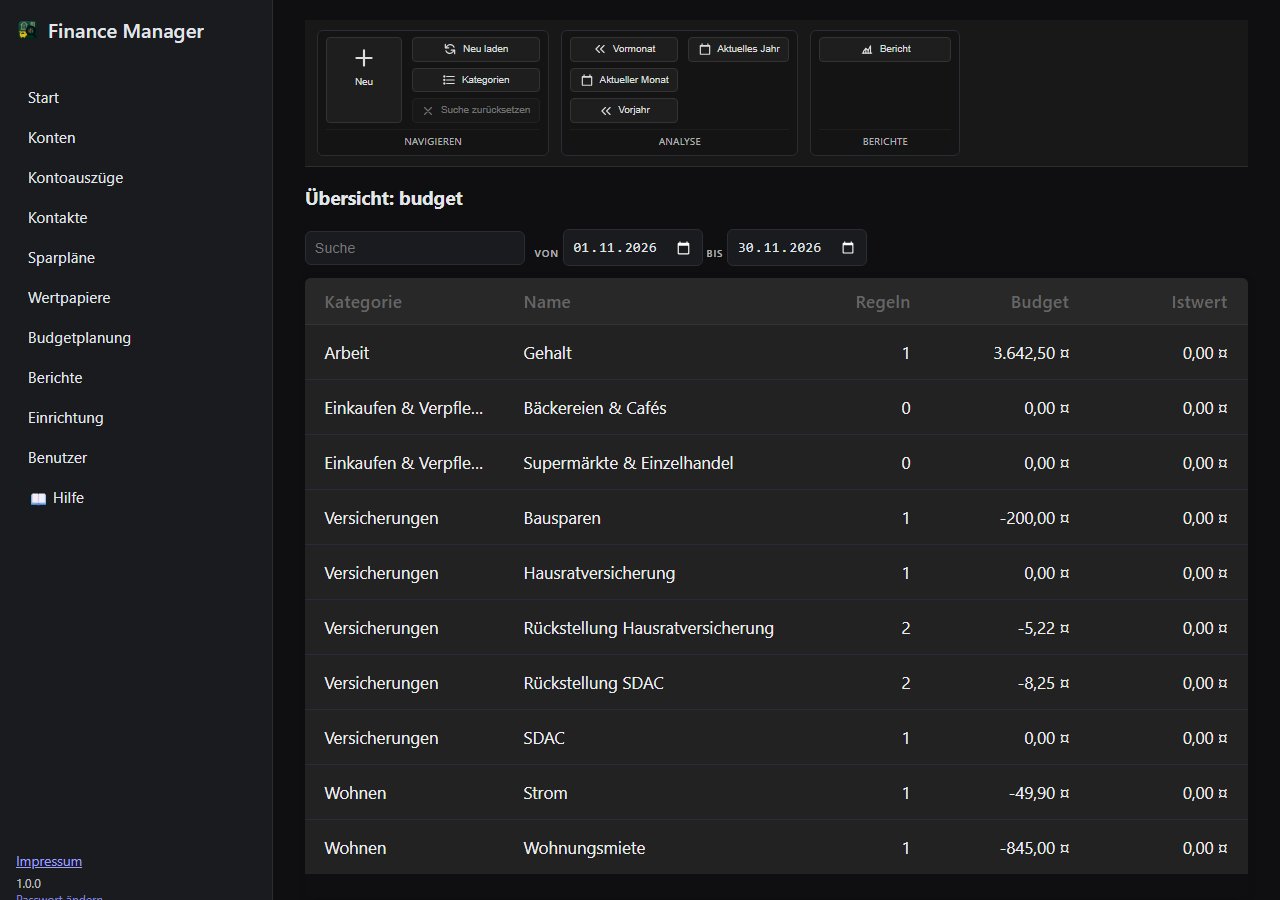 Finance Manager
Start
Konten
Kontoauszüge
Kontakte
Sparpläne
Wertpapiere
Budgetplanung
Berichte
Einrichtung
Benutzer
Hilfe
Impressum
1.0.0
Passwort ändern
Neu
Neu laden
Kategorien
Suche zurücksetzen
NAVIGIEREN
Vormonat
Aktuelles Jahr
Aktueller Monat
Vorjahr
ANALYSE
Bericht
BERICHTE
Übersicht: budget
Suche VON 01.11.2026 BIS 30.11.2026
Kategorie Name Regeln Budget Istwert
Arbeit Gehalt 1 3.642,50 ¤ 0,00 ¤
Einkaufen & Verpfle... Bäckereien & Cafés 0 0,00 ¤ 0,00 ¤
Einkaufen & Verpfle... Supermärkte & Einzelhandel 0 0,00 ¤ 0,00 ¤
Versicherungen Bausparen 1 -200,00 ¤ 0,00 ¤
Versicherungen Hausratversicherung 1 0,00 ¤ 0,00 ¤
Versicherungen Rückstellung Hausratversicherung 2 -5,22 ¤ 0,00 ¤
Versicherungen Rückstellung SDAC 2 -8,25 ¤ 0,00 ¤
Versicherungen SDAC 1 0,00 ¤ 0,00 ¤
Wohnen Strom 1 -49,90 ¤ 0,00 ¤
Wohnen Wohnungsmiete 1 -845,00 ¤ 0,00 ¤